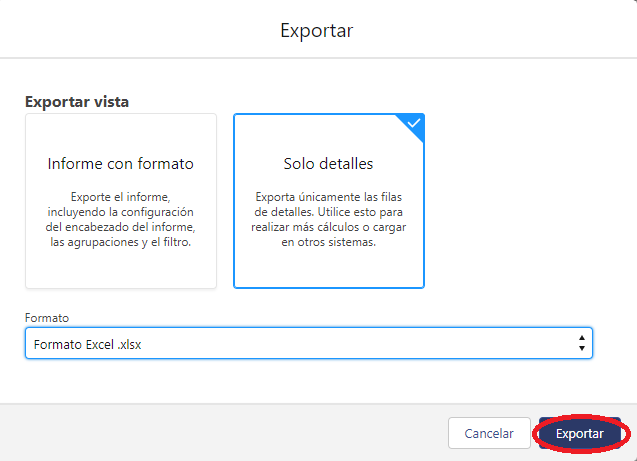 Exportar
Exportar vista
Informe con formato
Exporte el informe,
incluyendo la configuración
del encabezado del informe,
las agrupaciones y el filtro.
Solo detalles
Exporta únicamente las filas
de detalles. Utilice esto para
realizar más cálculos o cargar
en otros sistemas.
Formato
Formato Excel .xlsx
Cancelar
Exportar